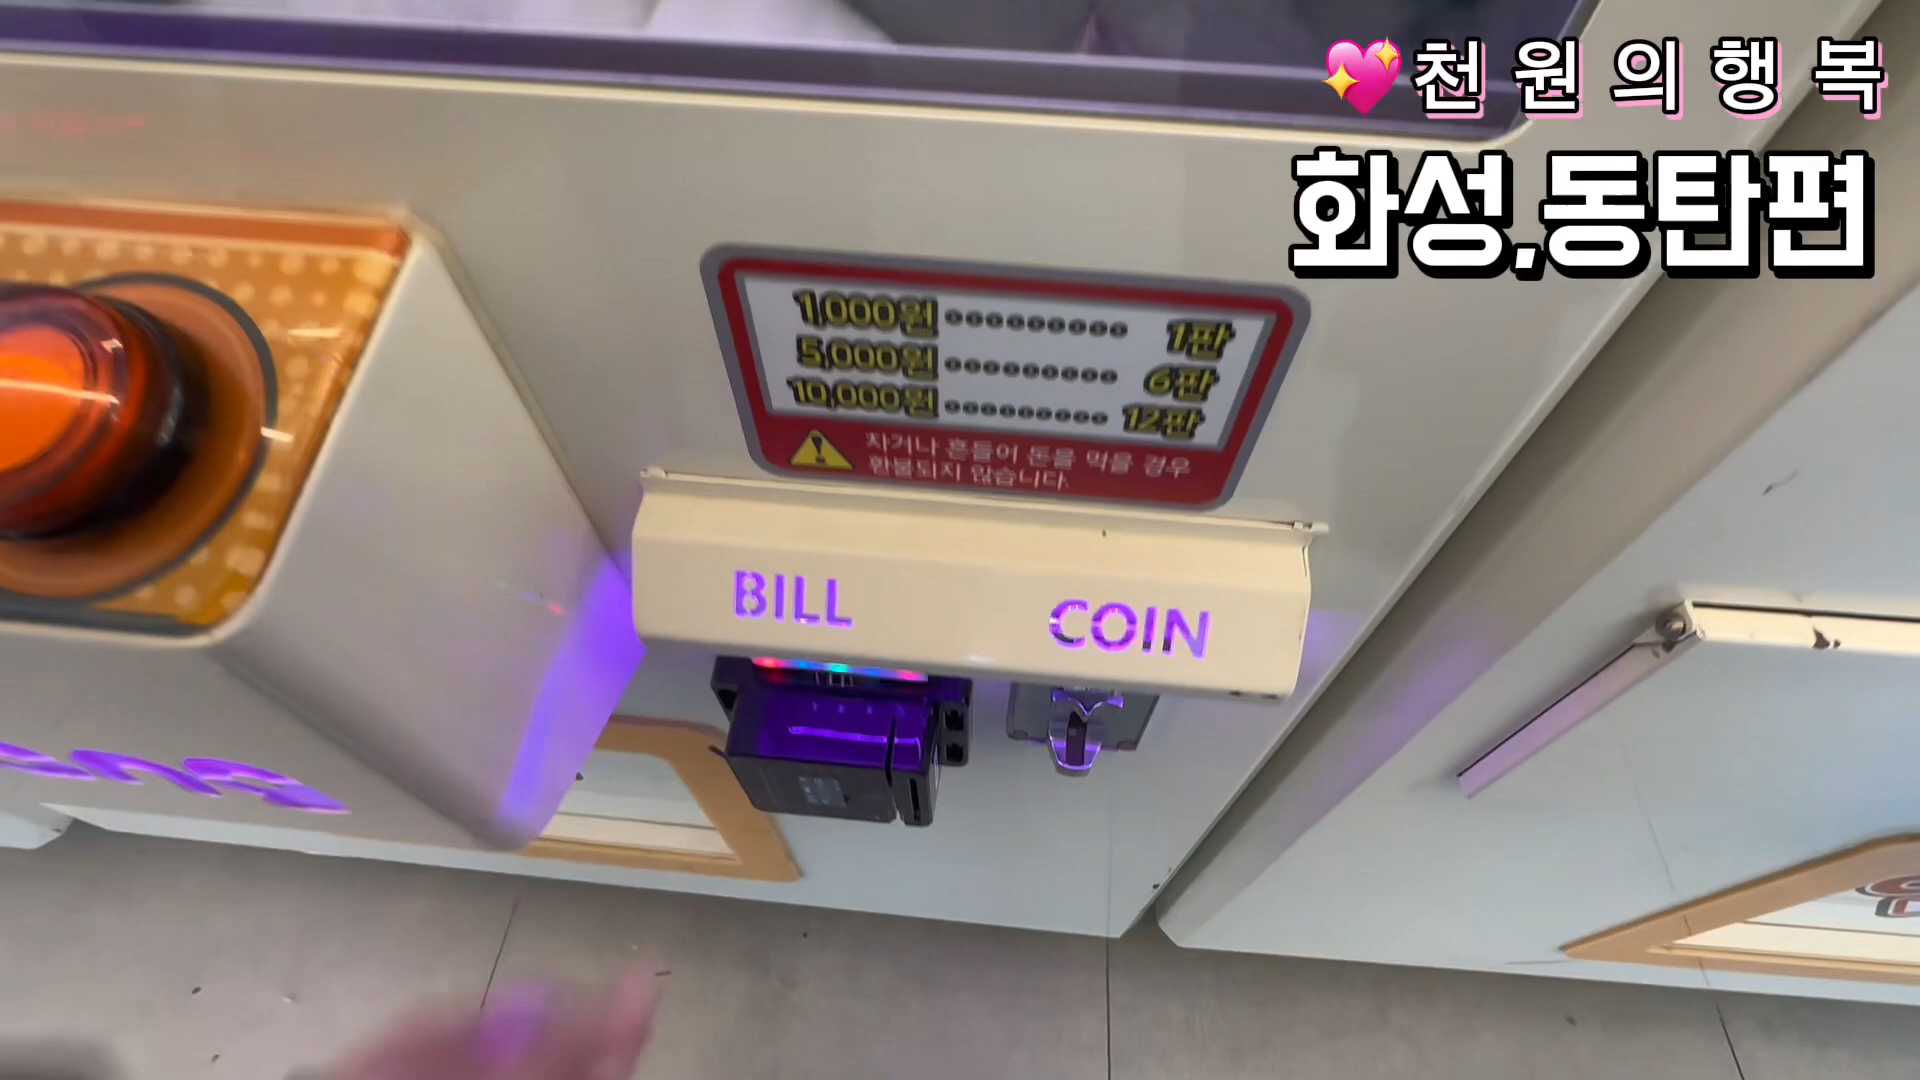 💖천원의행복
화성,동탄편
1,000원 ••••••••• 1판
5,000원 ••••••••• 6판
10,000원 ••••••••• 12판
차거나 흔들어 돈을 먹을 경우
환불되지 않습니다.
BILL COIN